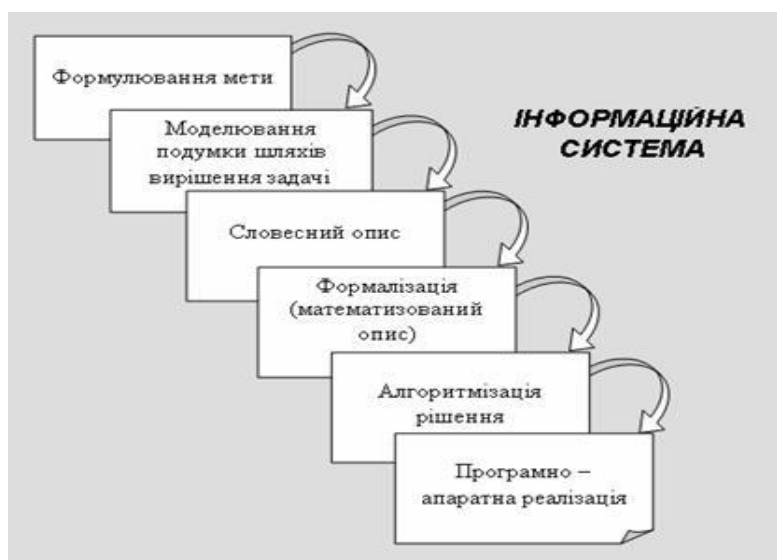 Формулювання мети
Моделювання
подумки шляхів
вирішення задачі
ІНФОРМАЦІЙНА
СИСТЕМА
Словесний опис
Формалізація
(математизований
опис)
Алгоритмізація
рішення
Програмно –
апаратна реалізація